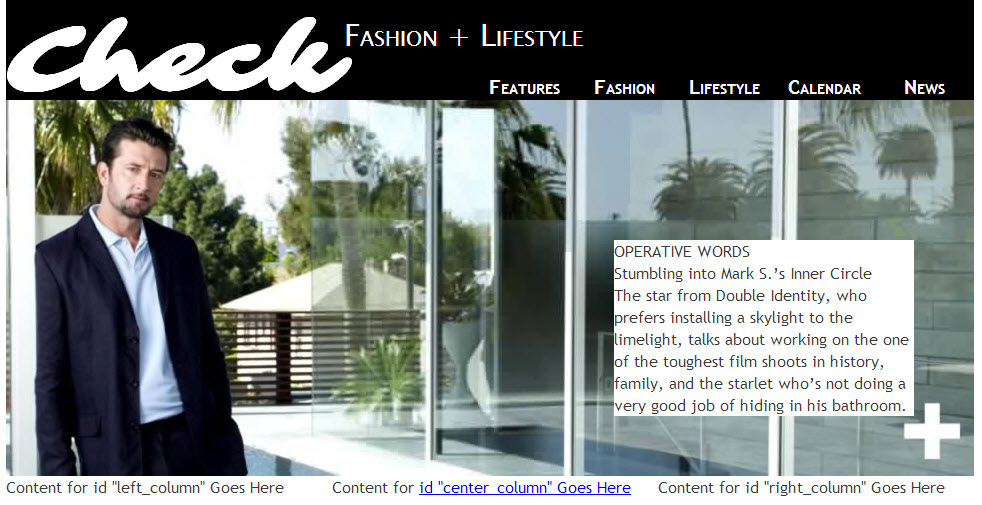 Check
Fashion + Lifestyle
Features Fashion Lifestyle Calendar News
OPERATIVE WORDS
Stumbling into Mark S.’s Inner Circle
The star from Double Identity, who
prefers installing a skylight to the
limelight, talks about working on the one
of the toughest film shoots in history,
family, and the starlet who’s not doing a
very good job of hiding in his bathroom.
Content for id "left_column" Goes Here
Content for id "center_column" Goes Here
Content for id "right_column" Goes Here